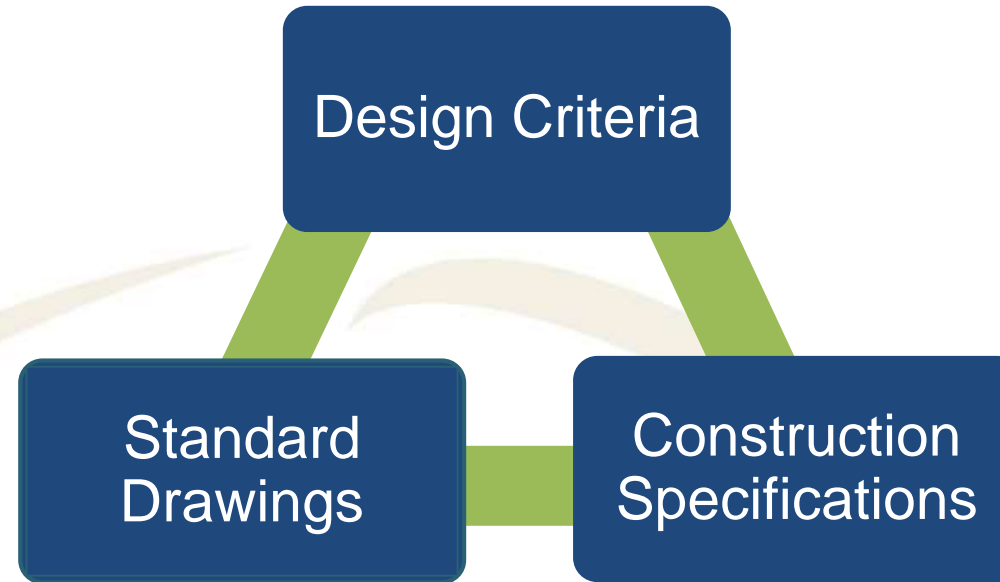 Design Criteria
Standard
Drawings
Construction
Specifications